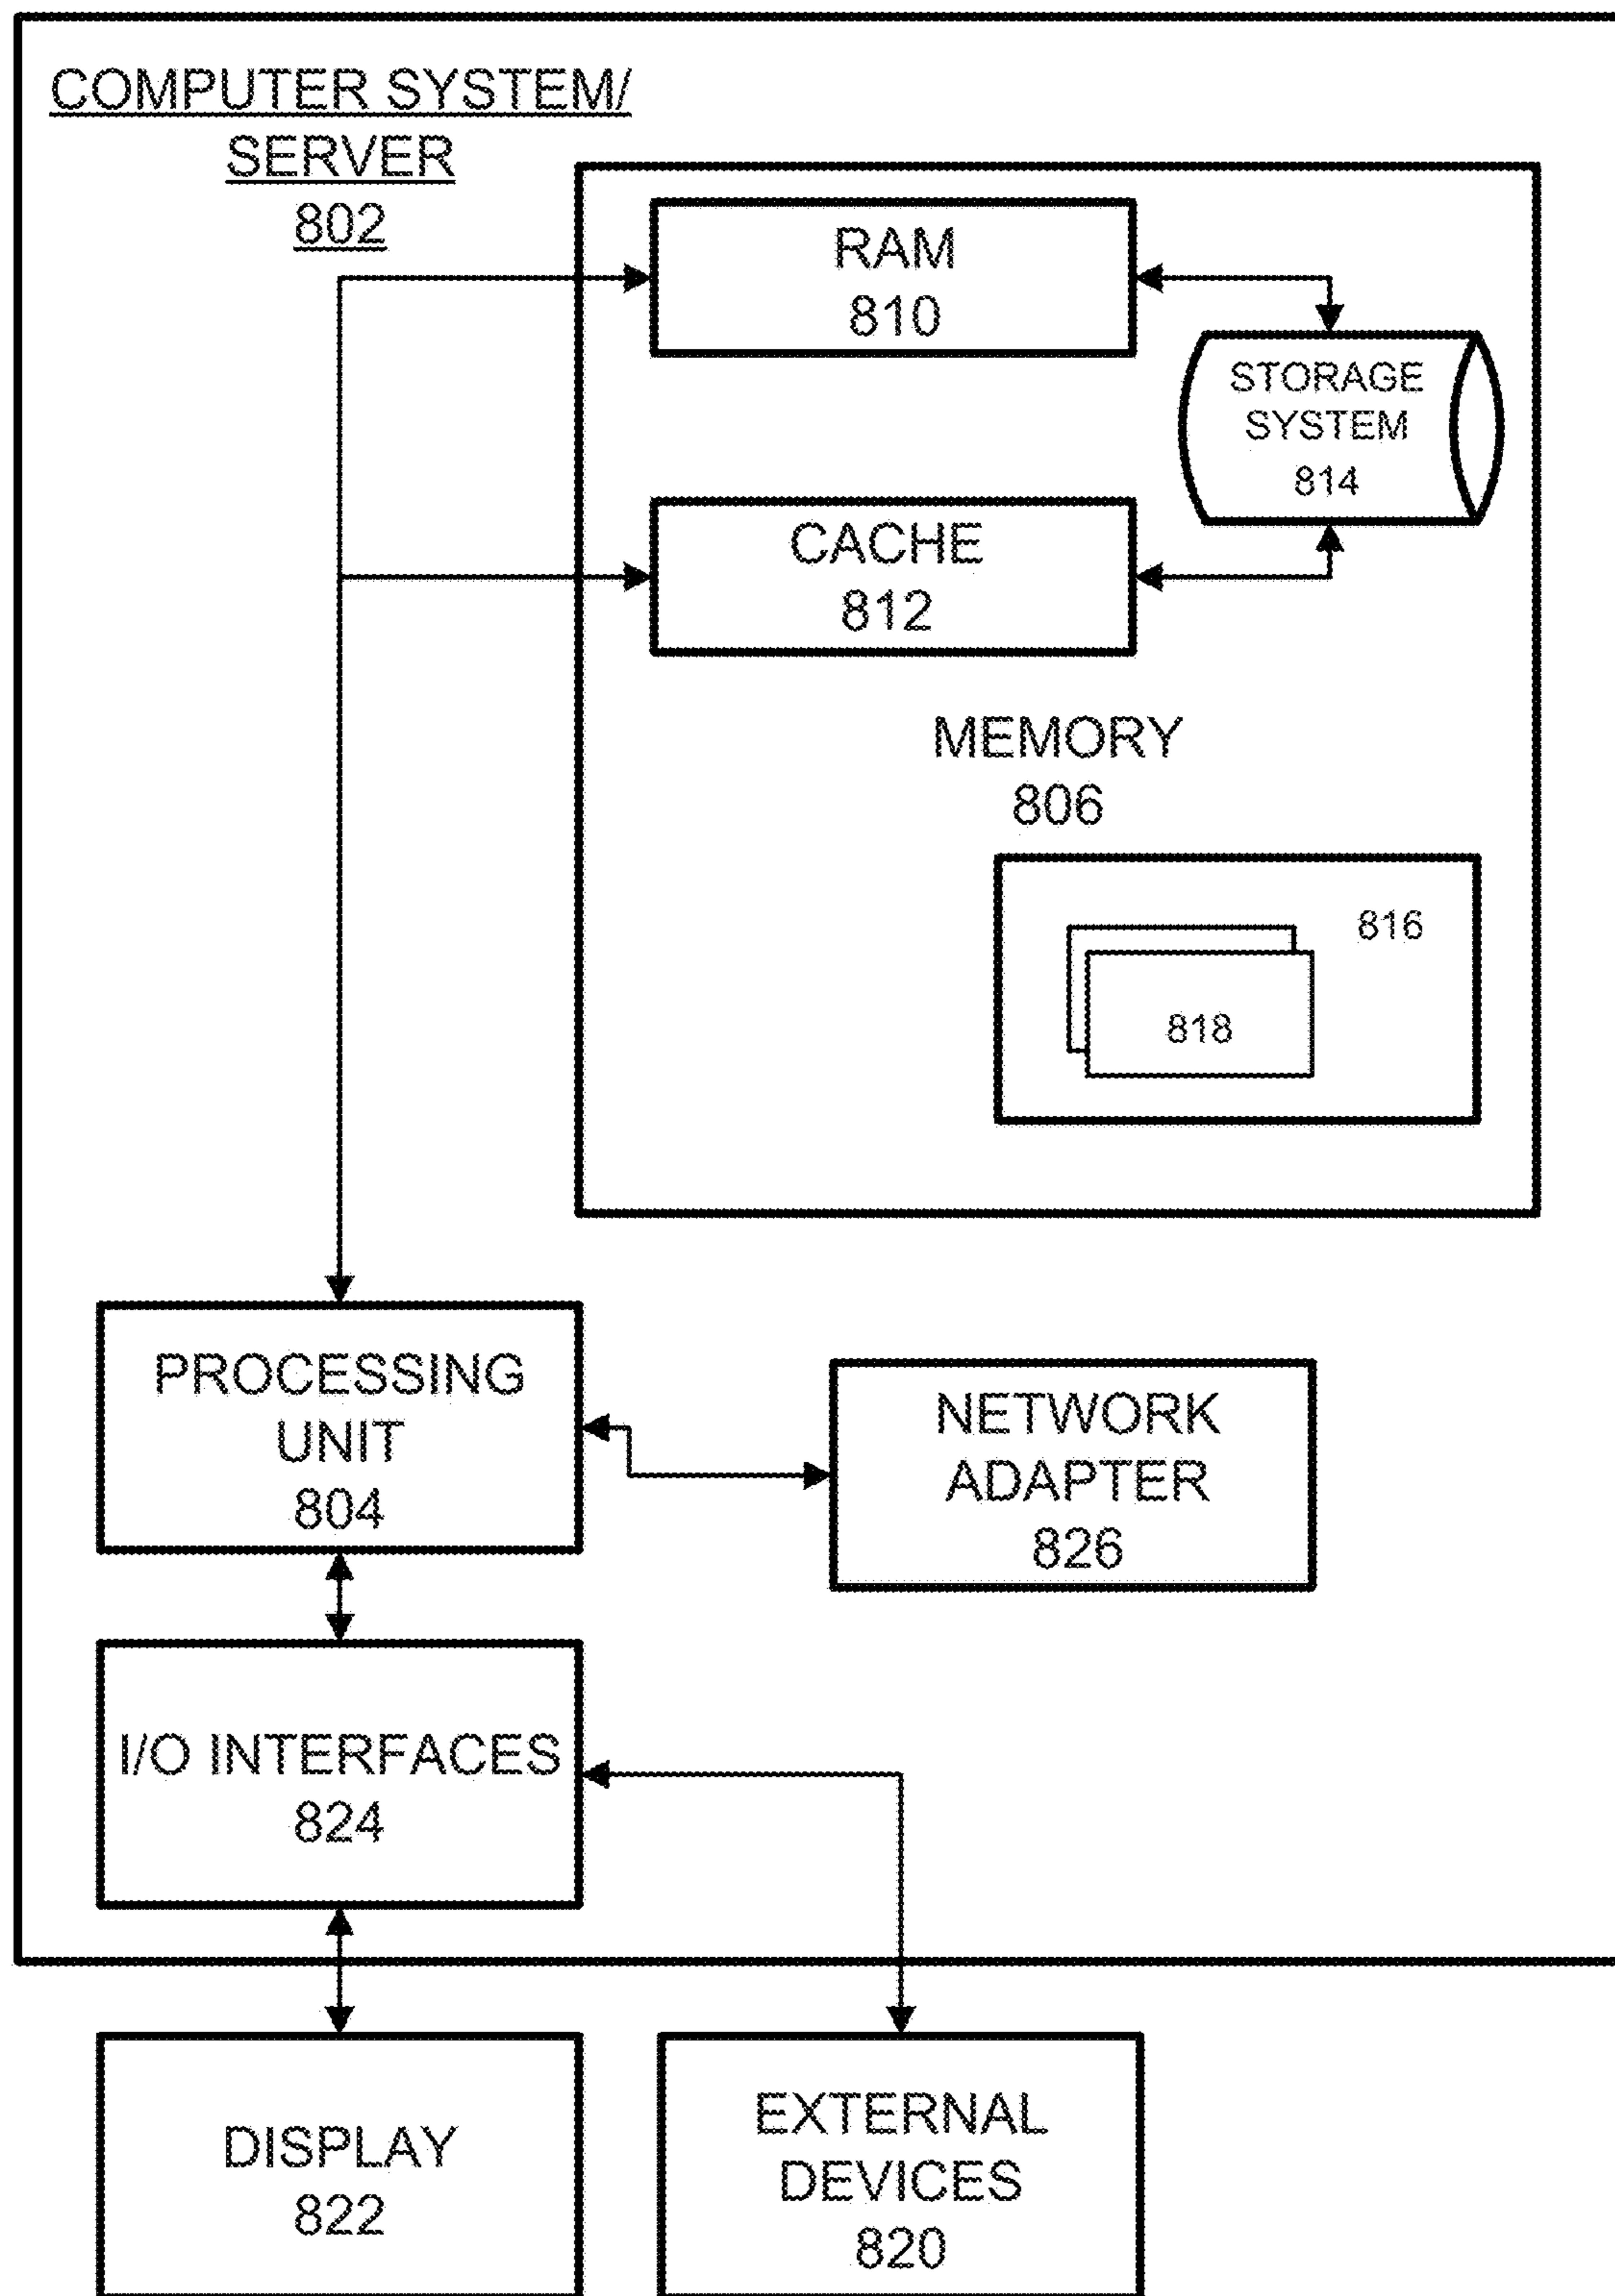 COMPUTER SYSTEM/
SERVER
802
RAM
810
STORAGE
SYSTEM
814
CACHE
812
MEMORY
806
816
818
PROCESSING
UNIT
804
NETWORK
ADAPTER
826
I/O INTERFACES
824
DISPLAY
822
EXTERNAL
DEVICES
820